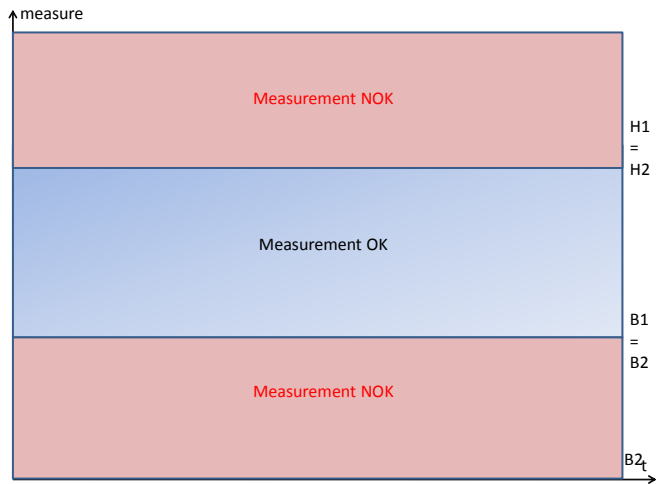 measure
Measurement NOK
H1
=
H2
Measurement OK
B1
=
B2
Measurement NOK
B2
t